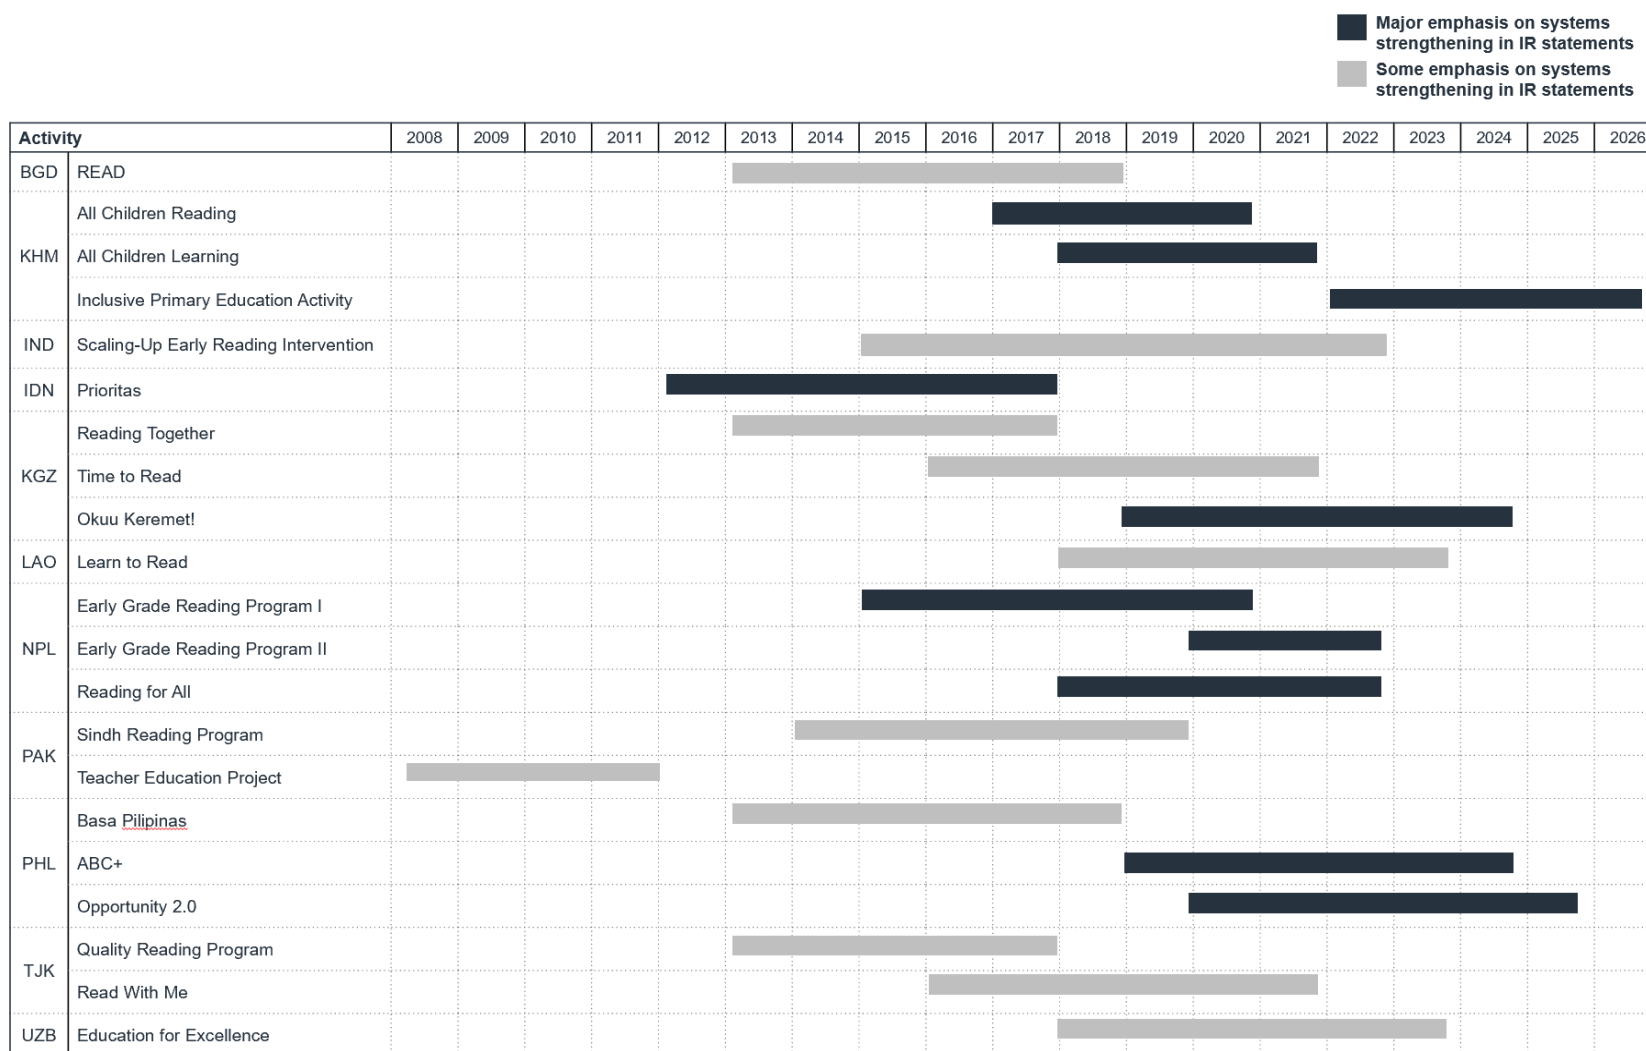 Major emphasis on systems
strengthening in IR statements
Some emphasis on systems
strengthening in IR statements
Activity 2008 2009 2010 2011 2012 2013 2014 2015 2016 2017 2018 2019 2020 2021 2022 2023 2024 2025 2026
BGD READ
All Children Reading
KHM All Children Learning
Inclusive Primary Education Activity
IND Scaling-Up Early Reading Intervention
IDN Prioritas
Reading Together
KGZ Time to Read
Okuu Keremet!
LAO Learn to Read
Early Grade Reading Program I
NPL Early Grade Reading Program II
Reading for All
Sindh Reading Program
PAK
Teacher Education Project
Basa Pilipinas
PHL ABC+
Opportunity 2.0
Quality Reading Program
TJK
Read With Me
UZB Education for Excellence